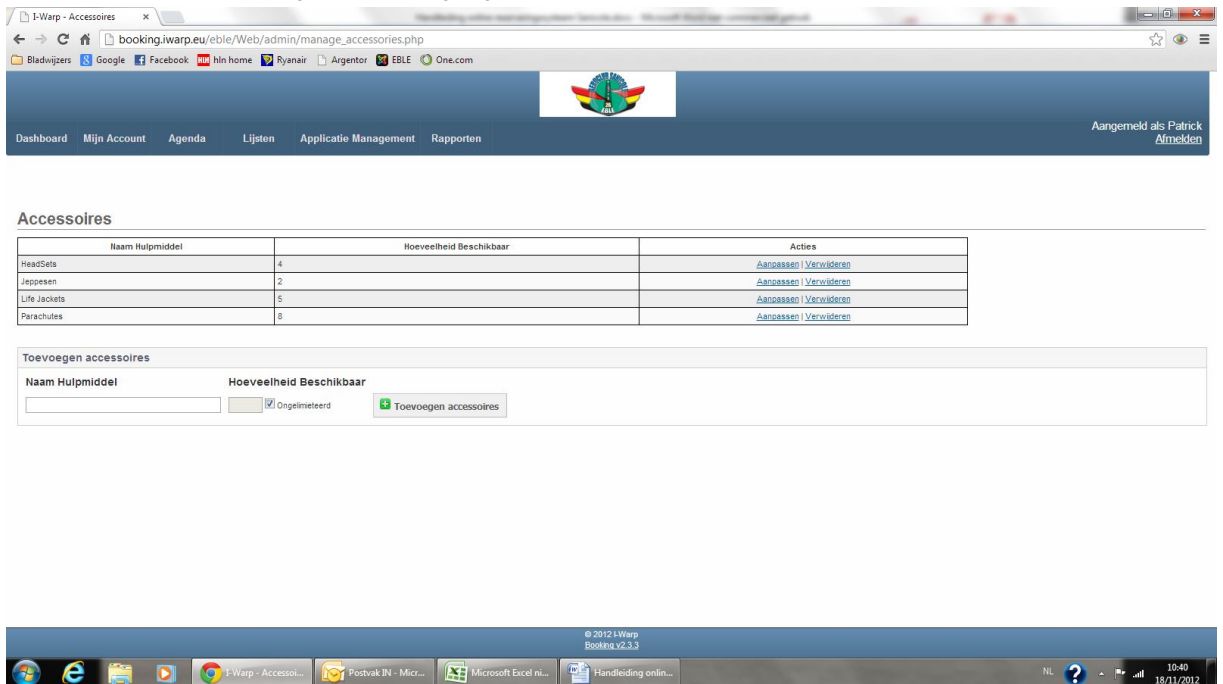 I-Warp - Accessoires
booking.iwarp.eu/eble/Web/admin/manage_accessories.php
Bladwijzers Google Facebook hln home Ryanair Argentor EBLE One.com
EBLE
Dashboard Mijn Account Agenda Lijsten Applicatie Management Rapporten
Aangemeld als Patrick
Afmelden
Accessoires
Naam Hulpmiddel Hoeveelheid Beschikbaar Acties
HeadSets 4 Aanpassen | Verwijderen
Jeppesen 2 Aanpassen | Verwijderen
Life Jackets 5 Aanpassen | Verwijderen
Parachutes 8 Aanpassen | Verwijderen
Toevoegen accessoires
Naam Hulpmiddel Hoeveelheid Beschikbaar
Ongelimieteerd Toevoegen accessoires
© 2012 I-Warp
Booking v2.3.3
I-Warp - Accessoi... Postvak IN - Micr... Microsoft Excel ni... Handleiding onlin... NL 10:40
18/11/2012